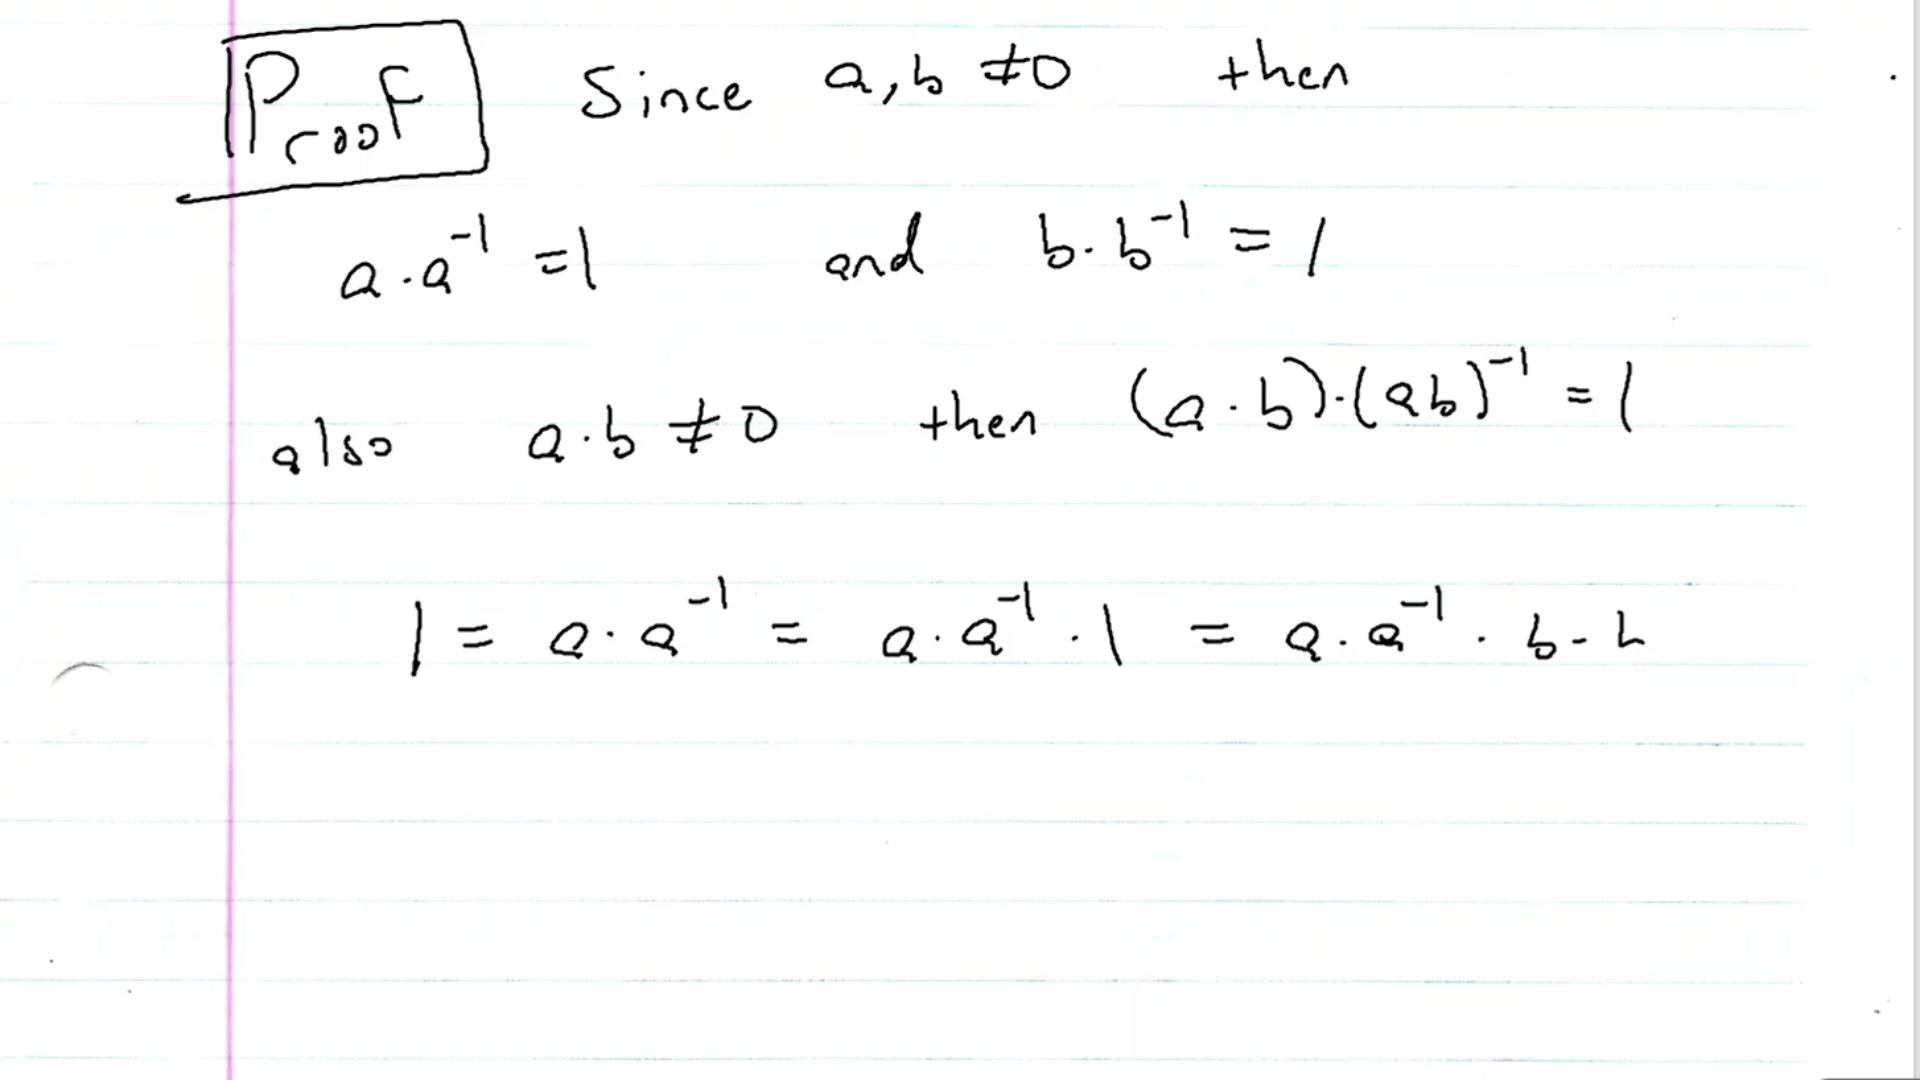 Proof Since a, b ≠ 0 then
a · a⁻¹ = 1 and b · b⁻¹ = 1
also a · b ≠ 0 then (a · b) · (ab)⁻¹ = 1
1 = a · a⁻¹ = a · a⁻¹ · 1 = a · a⁻¹ · b ·